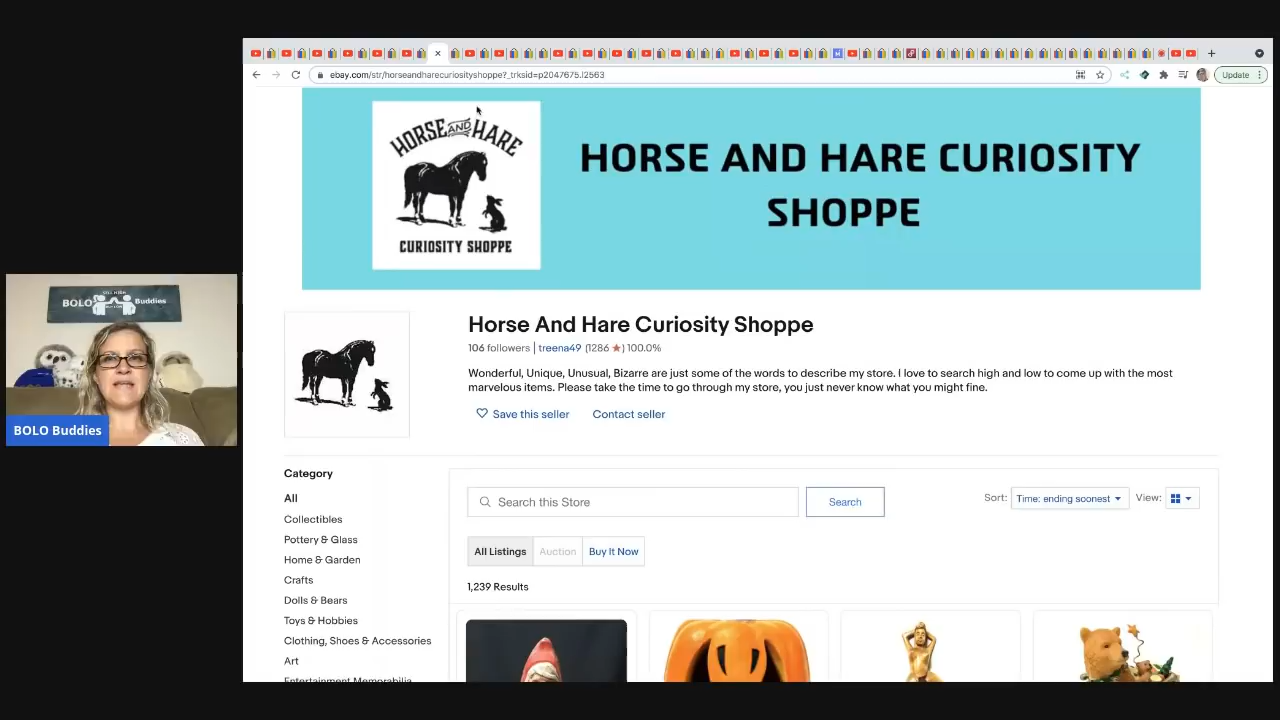 ebay.com/str/horseandharecuriosityshoppe?_trksid=p2047675.l2563
Update
HORSE AND HARE
CURIOSITY SHOPPE
HORSE AND HARE CURIOSITY
SHOPPE
Horse And Hare Curiosity Shoppe
106 followers | treena49 (1286 ★) 100.0%
Wonderful, Unique, Unusual, Bizarre are just some of the words to describe my store. I love to search high and low to come up with the most
marvelous items. Please take the time to go through my store, you just never know what you might fine.
Save this seller
Contact seller
BOLO Buddies
BOLO Buddies
Category
All
Collectibles
Pottery & Glass
Home & Garden
Crafts
Dolls & Bears
Toys & Hobbies
Clothing, Shoes & Accessories
Art
Entertainment Memorabilia
Search this Store
Search
Sort:
Time: ending soonest
View:
All Listings
Auction
Buy It Now
1,239 Results